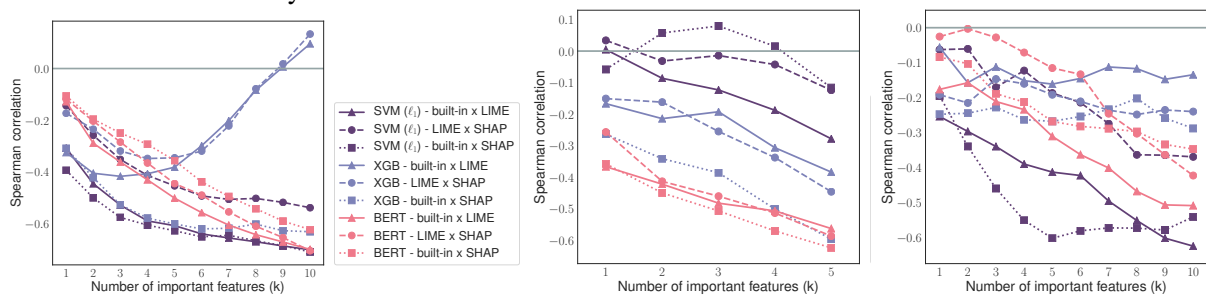 Spearman correlation
0.0
−0.2
−0.4
−0.6
1 2 3 4 5 6 7 8 9 10
Number of important features (k)
SVM (ℓ₁) - built-in x LIME
SVM (ℓ₁) - LIME x SHAP
SVM (ℓ₁) - built-in x SHAP
XGB - built-in x LIME
XGB - LIME x SHAP
XGB - built-in x SHAP
BERT - built-in x LIME
BERT - LIME x SHAP
BERT - built-in x SHAP
Spearman correlation
0.1
0.0
−0.1
−0.2
−0.3
−0.4
−0.5
−0.6
1 2 3 4 5
Number of important features (k)
Spearman correlation
0.0
−0.1
−0.2
−0.3
−0.4
−0.5
−0.6
1 2 3 4 5 6 7 8 9 10
Number of important features (k)